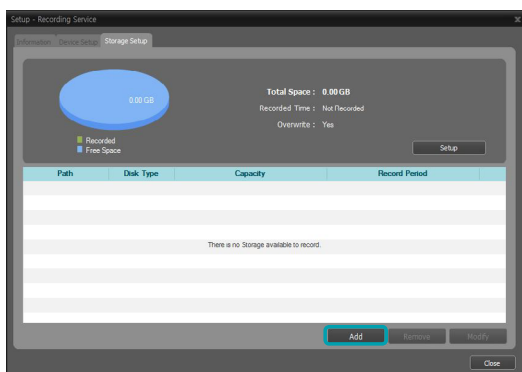 Setup - Recording Service
Information Device Setup Storage Setup
0.00 GB
Total Space : 0.00 GB
Recorded Time : Not Recorded
Overwrite : Yes
Recorded
Free Space
Setup
Path Disk Type Capacity Record Period
There is no Storage available to record.
Add Remove Modify
Close